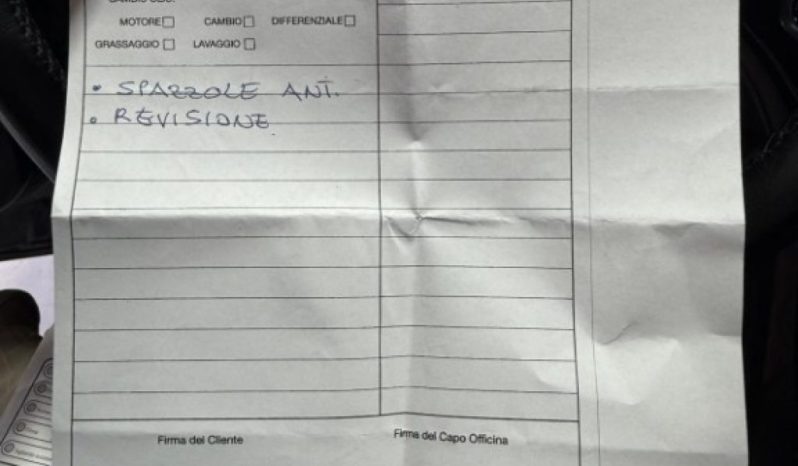 MOTORE CAMBIO DIFFERENZIALE
GRASSAGGIO LAVAGGIO
• SPAZZOLE ANT.
• REVISIONE
Firma del Cliente Firma del Capo Officina